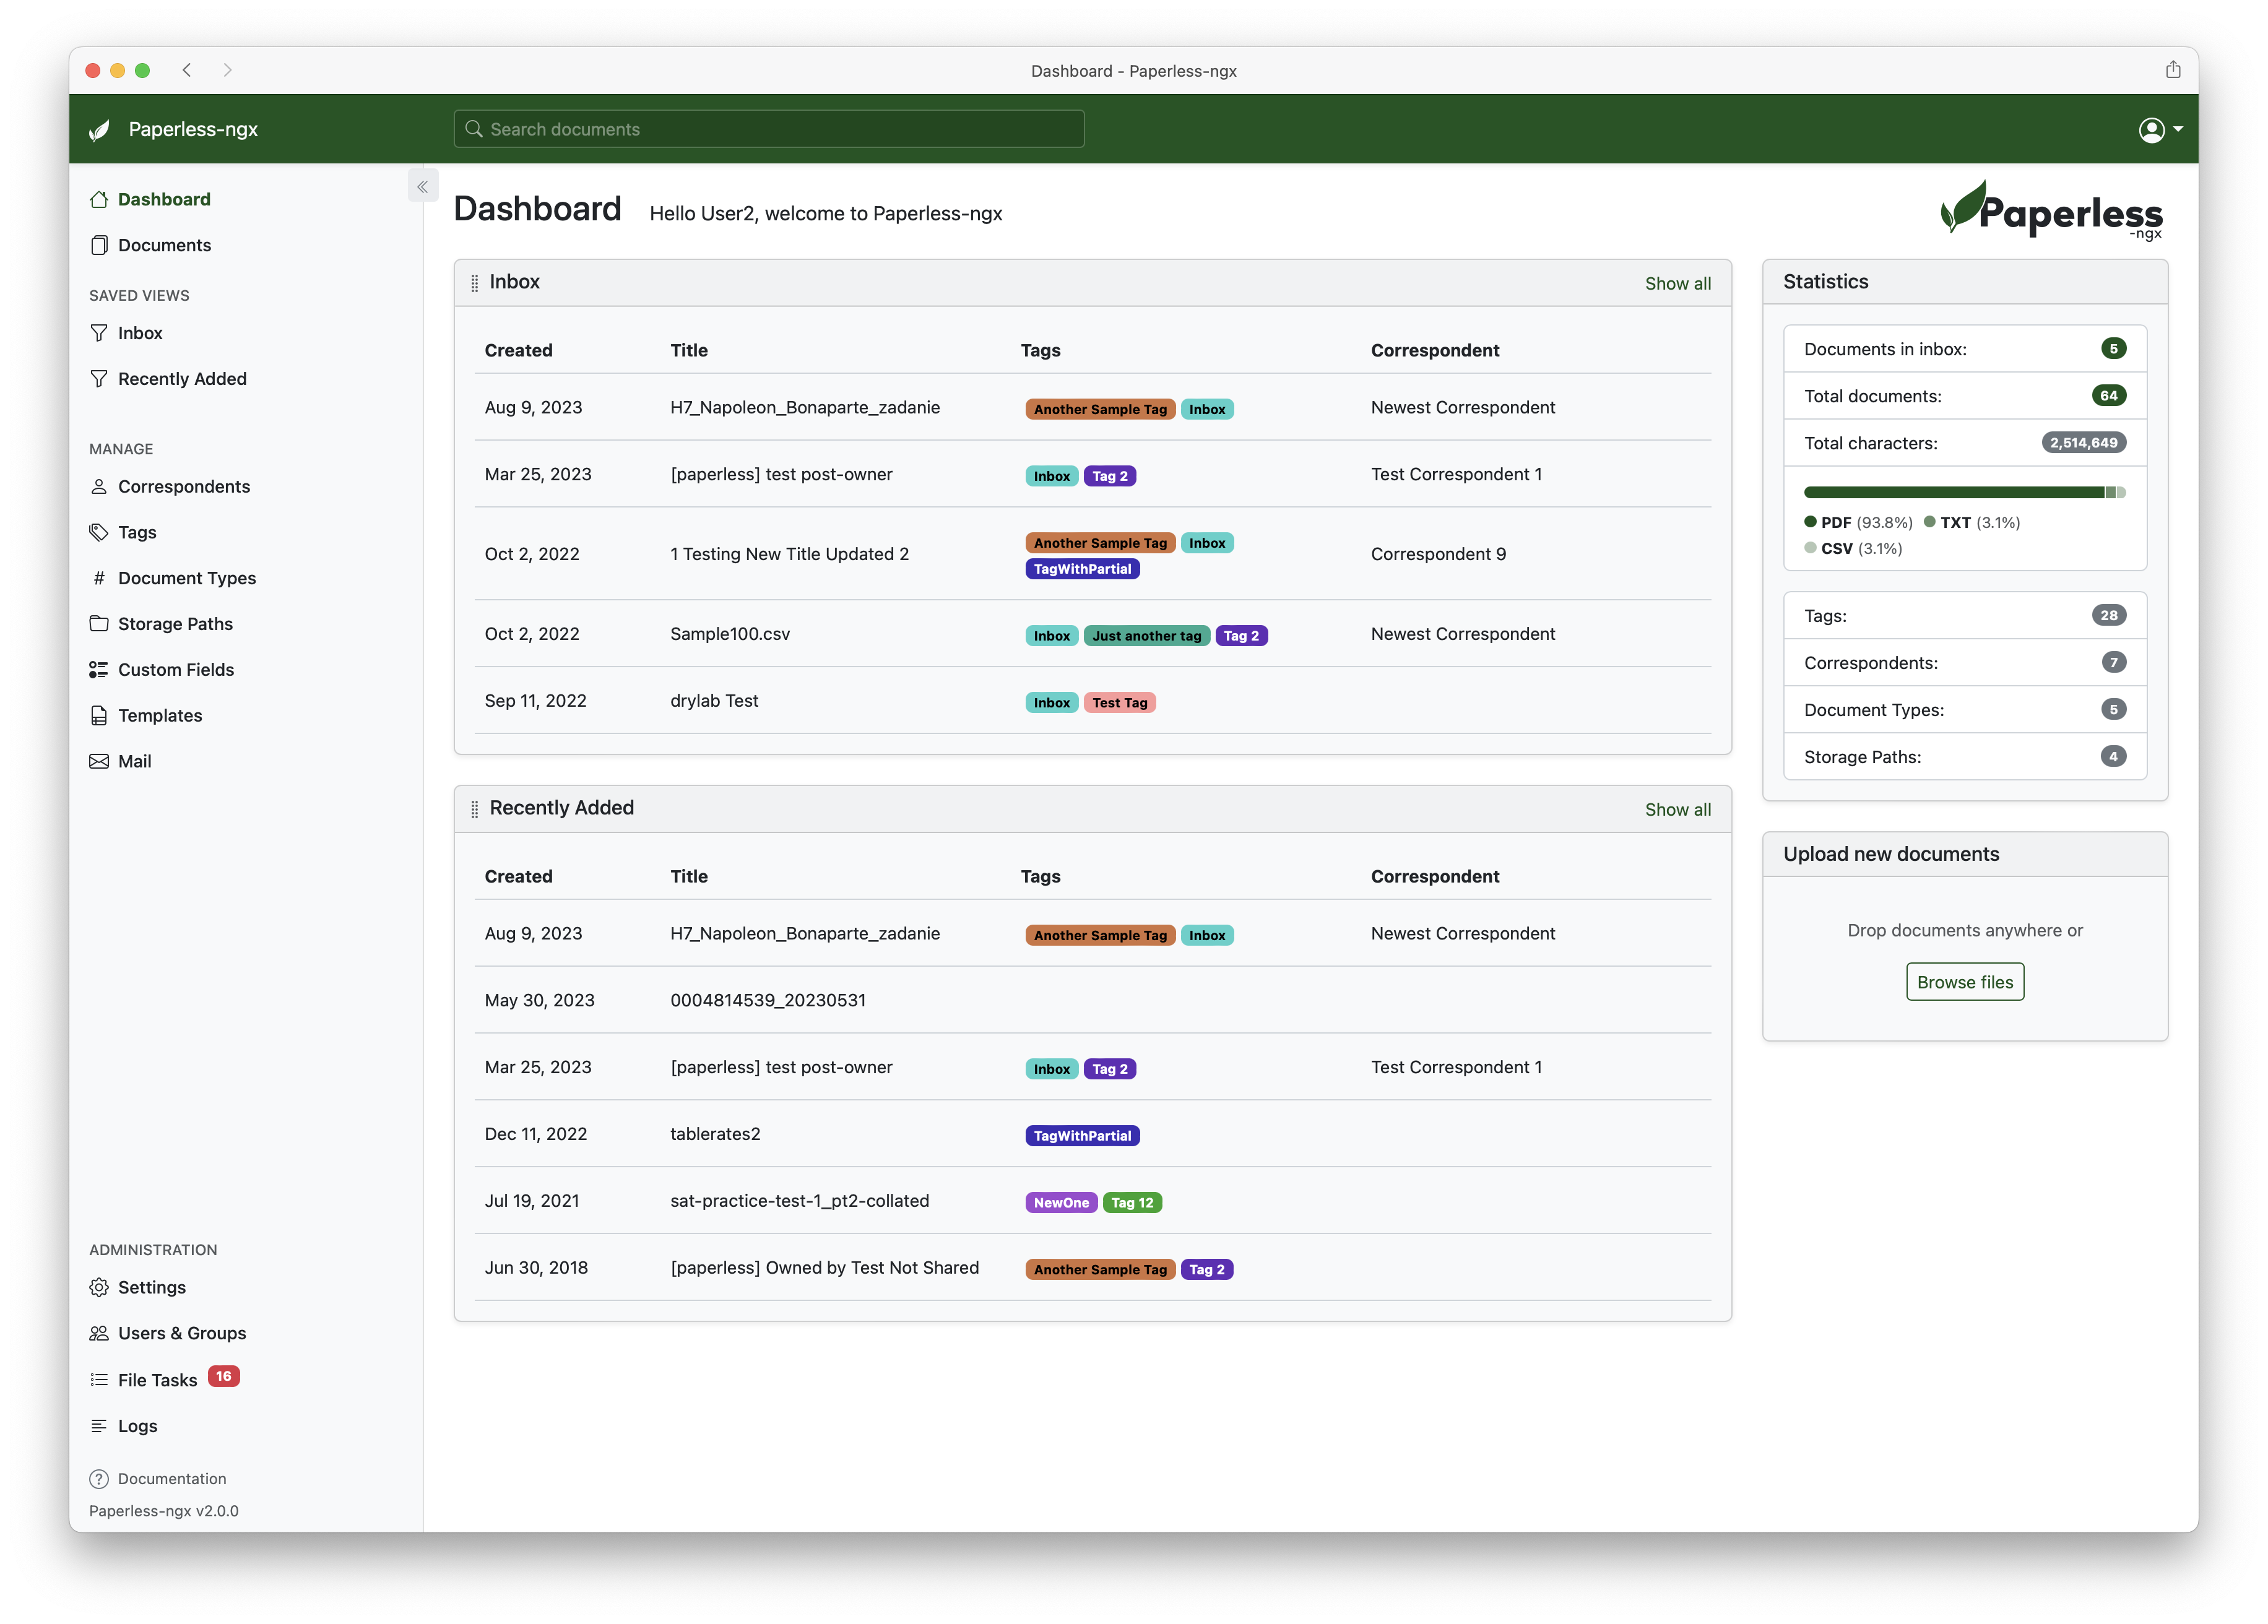 Dashboard - Paperless-ngx
Paperless-ngx
Search documents
Dashboard
Documents
SAVED VIEWS
Inbox
Recently Added
MANAGE
Correspondents
Tags
# Document Types
Storage Paths
Custom Fields
Templates
Mail
ADMINISTRATION
Settings
Users & Groups
File Tasks 16
Logs
? Documentation
Paperless-ngx v2.0.0
Dashboard Hello User2, welcome to Paperless-ngx
Paperless
-ngx
Inbox Show all
Created Title Tags Correspondent
Aug 9, 2023 H7_Napoleon_Bonaparte_zadanie Another Sample Tag Inbox Newest Correspondent
Mar 25, 2023 [paperless] test post-owner Inbox Tag 2 Test Correspondent 1
Oct 2, 2022 1 Testing New Title Updated 2 Another Sample Tag Inbox Correspondent 9
TagWithPartial
Oct 2, 2022 Sample100.csv Inbox Just another tag Tag 2 Newest Correspondent
Sep 11, 2022 drylab Test Inbox Test Tag
Recently Added Show all
Created Title Tags Correspondent
Aug 9, 2023 H7_Napoleon_Bonaparte_zadanie Another Sample Tag Inbox Newest Correspondent
May 30, 2023 0004814539_20230531
Mar 25, 2023 [paperless] test post-owner Inbox Tag 2 Test Correspondent 1
Dec 11, 2022 tablerates2 TagWithPartial
Jul 19, 2021 sat-practice-test-1_pt2-collated NewOne Tag 12
Jun 30, 2018 [paperless] Owned by Test Not Shared Another Sample Tag Tag 2
Statistics
Documents in inbox: 5
Total documents: 64
Total characters: 2,514,649
PDF (93.8%) TXT (3.1%)
CSV (3.1%)
Tags: 28
Correspondents: 7
Document Types: 5
Storage Paths: 4
Upload new documents
Drop documents anywhere or
Browse files